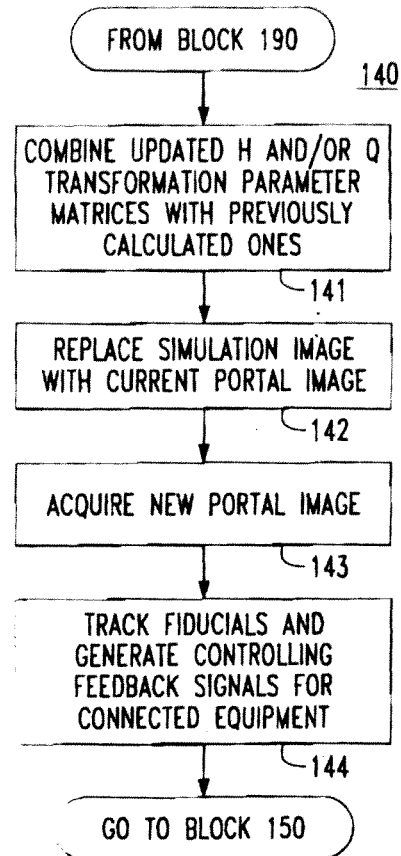 FROM BLOCK 190
140
COMBINE UPDATED H AND/OR Q
TRANSFORMATION PARAMETER
MATRICES WITH PREVIOUSLY
CALCULATED ONES
141
REPLACE SIMULATION IMAGE
WITH CURRENT PORTAL IMAGE
142
ACQUIRE NEW PORTAL IMAGE
143
TRACK FIDUCIALS AND
GENERATE CONTROLLING
FEEDBACK SIGNALS FOR
CONNECTED EQUIPMENT
144
GO TO BLOCK 150